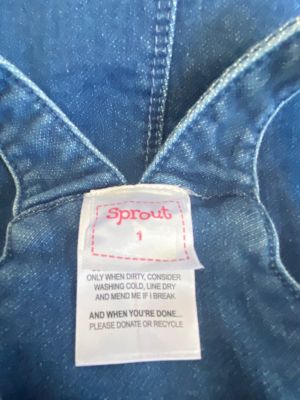 sprout
1
ONLY WHEN DIRTY, CONSIDER
WASHING COLD, LINE DRY
AND MEND ME IF I BREAK
AND WHEN YOU'RE DONE...
PLEASE DONATE OR RECYCLE